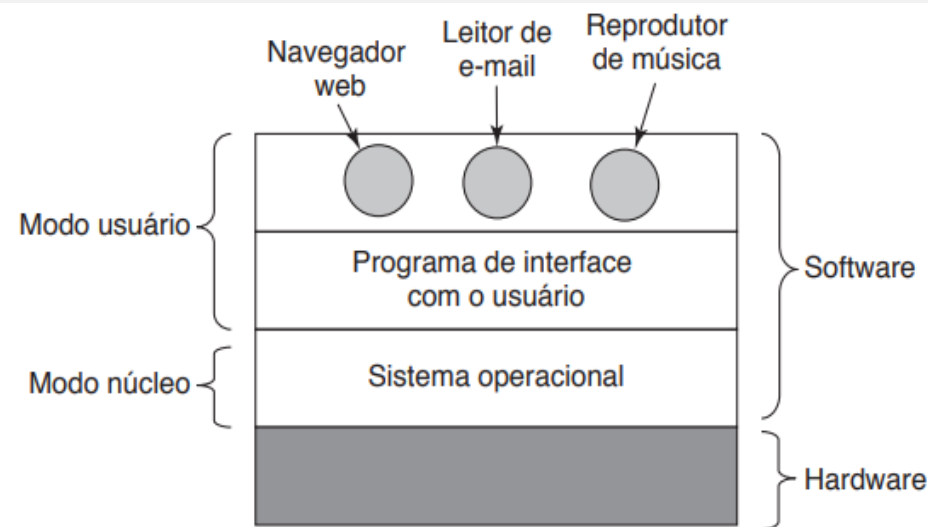 Navegador
web
Leitor de
e-mail
Reprodutor
de música
Modo usuário
Programa de interface
com o usuário
Software
Modo núcleo
Sistema operacional
Hardware